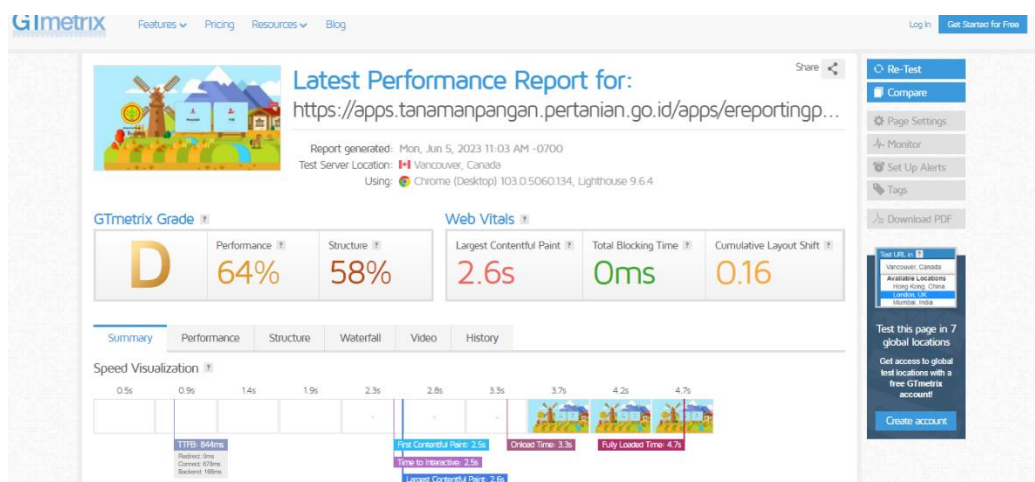 GTmetrix Features Pricing Resources Blog Log In Get Started for Free
Latest Performance Report for:
https://apps.tanamanpangan.pertanian.go.id/apps/ereportingp...
Share
Report generated: Mon, Jun 5, 2023 11:03 AM -0700
Test Server Location: Vancouver, Canada
Using: Chrome (Desktop) 103.0.5060.134, Lighthouse 9.6.4
Re-Test
Compare
Page Settings
Monitor
Set Up Alerts
Tags
Download PDF
GTmetrix Grade ?
D
Performance ?
64%
Structure ?
58%
Web Vitals ?
Largest Contentful Paint ?
2.6s
Total Blocking Time ?
0ms
Cumulative Layout Shift ?
0.16
Test URL in ?
Vancouver, Canada
Available Locations
Hong Kong, China
London, UK
Mumbai, India
Test this page in 7
global locations
Get access to global
test locations with a
free GTmetrix
account!
Create account
Summary Performance Structure Waterfall Video History
Speed Visualization ?
0.5s 0.9s 1.4s 1.9s 2.3s 2.8s 3.3s 3.7s 4.2s 4.7s
TTFB: 844ms
Redirect: 0ms
Connect: 678ms
Backend: 166ms
First Contentful Paint: 2.5s
Time to Interactive: 2.5s
Largest Contentful Paint: 2.6s
Onload Time: 3.3s
Fully Loaded Time: 4.7s